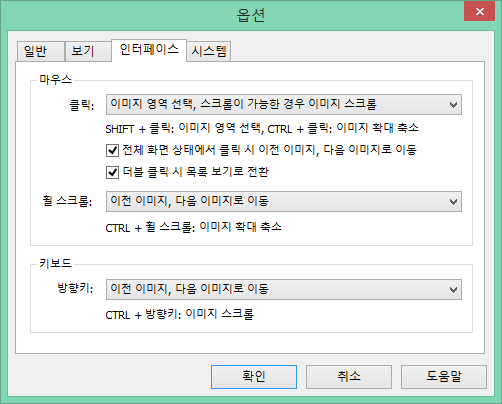 옵션
일반 보기 인터페이스 시스템
마우스
클릭: 이미지 영역 선택, 스크롤이 가능한 경우 이미지 스크롤
SHIFT + 클릭: 이미지 영역 선택, CTRL + 클릭: 이미지 확대 축소
전체 화면 상태에서 클릭 시 이전 이미지, 다음 이미지로 이동
더블 클릭 시 목록 보기로 전환
휠 스크롤: 이전 이미지, 다음 이미지로 이동
CTRL + 휠 스크롤: 이미지 확대 축소
키보드
방향키: 이전 이미지, 다음 이미지로 이동
CTRL + 방향키: 이미지 스크롤
확인 취소 도움말